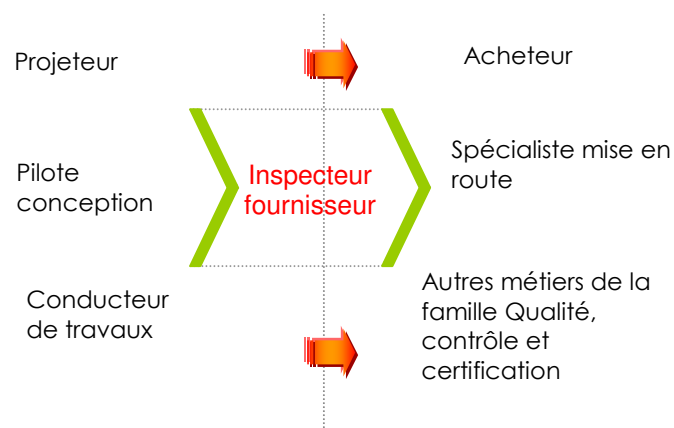 Projeteur
Acheteur
Pilote
conception
Inspecteur
fournisseur
Spécialiste mise en
route
Conducteur
de travaux
Autres métiers de la
famille Qualité,
contrôle et
certification